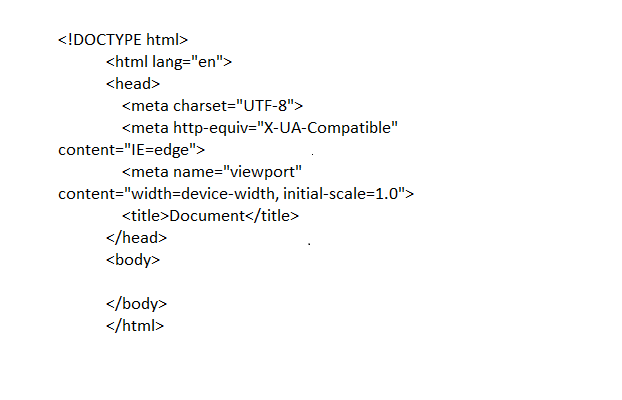 <!DOCTYPE html>
<html lang="en">
<head>
<meta charset="UTF-8">
<meta http-equiv="X-UA-Compatible"
content="IE=edge">
<meta name="viewport"
content="width=device-width, initial-scale=1.0">
<title>Document</title>
</head>
<body>
</body>
</html>